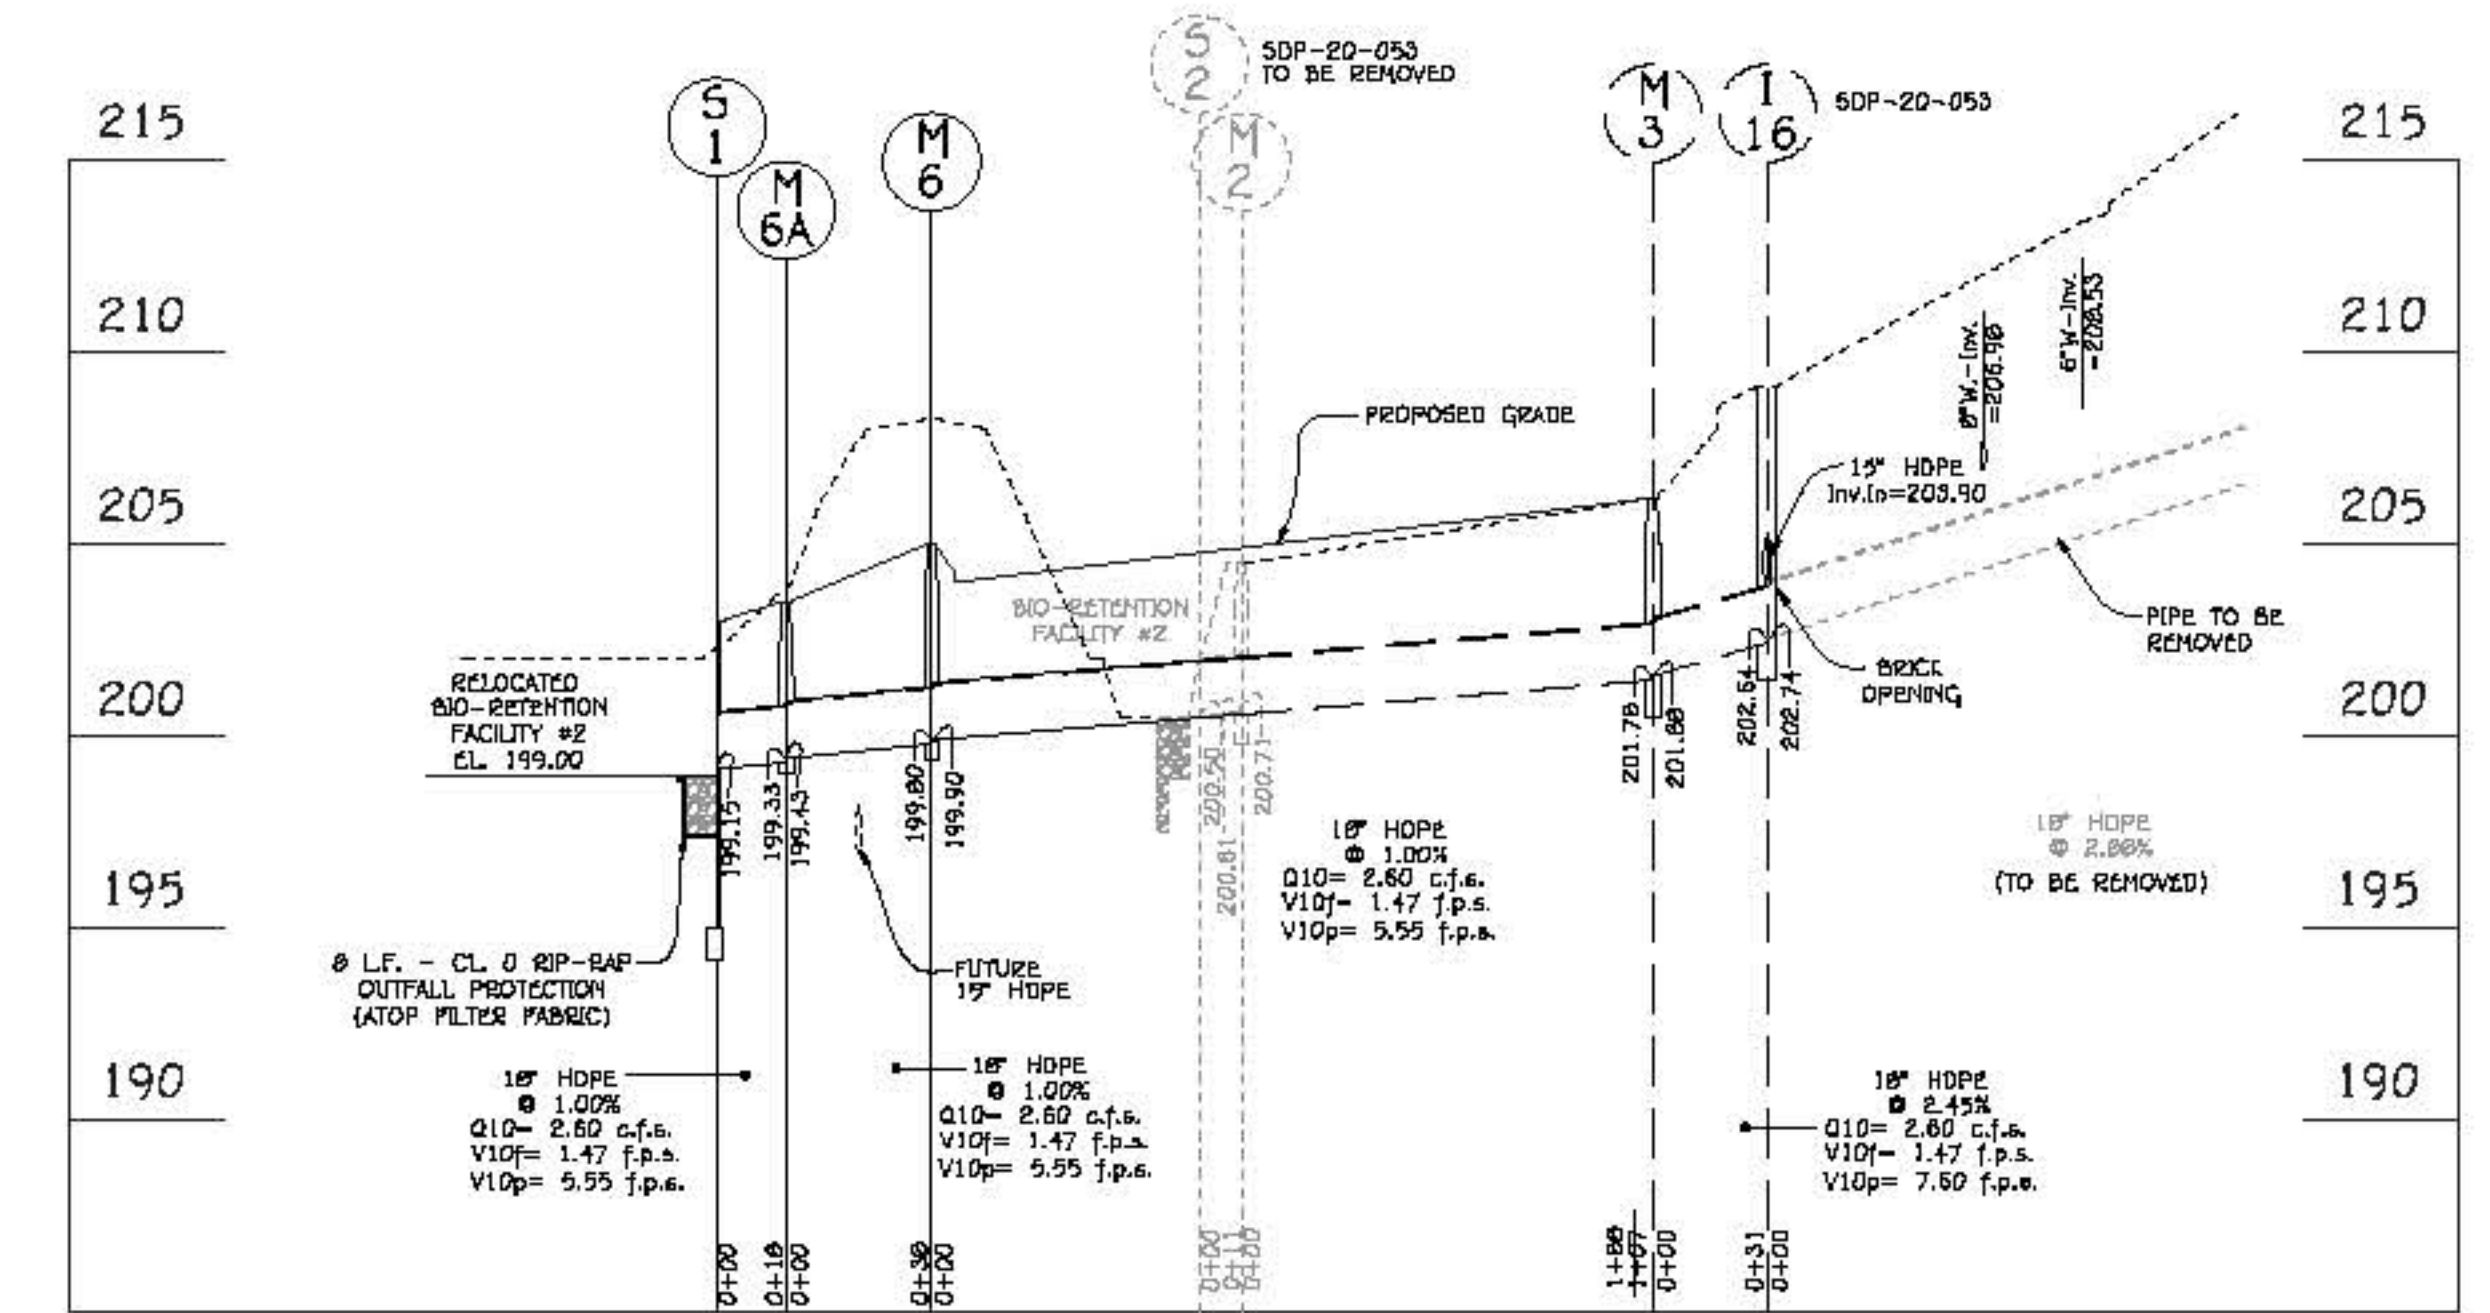 S
1
M
6A
M
6
S
2
M
2
SDP-20-053
TO BE REMOVED
M
3
I
16
SDP-20-053
215
210
205
200
195
190
215
210
205
200
195
190
PROPOSED GRADE
15" HDPE
Inv.In=203.90
8"W.-Inv.
=206.98
6"W-Inv.
=208.53
BIO-RETENTION
FACILITY #2
PIPE TO BE
REMOVED
BRICK
OPENING
RELOCATED
BIO-RETENTION
FACILITY #2
EL. 199.00
199.15
199.33
199.43
199.80
199.90
200.50
200.61
200.71
201.78
201.88
202.64
202.74
18" HDPE
@ 1.00%
Q10= 2.60 c.f.s.
V10f= 1.47 f.p.s.
V10p= 5.55 f.p.s.
18" HDPE
@ 2.00%
(TO BE REMOVED)
8 L.F. - CL. 0 RIP-RAP
OUTFALL PROTECTION
(ATOP FILTER FABRIC)
FUTURE
15" HDPE
18" HDPE
@ 1.00%
Q10= 2.60 c.f.s.
V10f= 1.47 f.p.s.
V10p= 5.55 f.p.s.
18" HDPE
@ 1.00%
Q10= 2.60 c.f.s.
V10f= 1.47 f.p.s.
V10p= 5.55 f.p.s.
18" HDPE
@ 2.45%
Q10= 2.60 c.f.s.
V10f= 1.47 f.p.s.
V10p= 7.60 f.p.s.
0+00
0+18
0+00
0+38
0+00
0+00
0+11
0+00
1+88
1+07
0+00
0+31
0+00